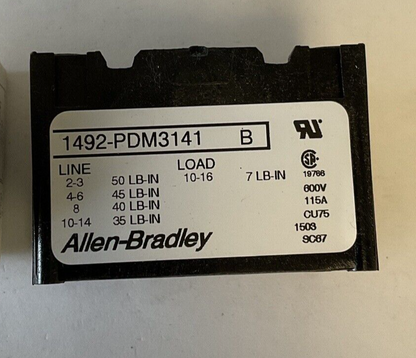 1492-PDM3141 B
LINE LOAD
2-3 50 LB-IN 10-16 7 LB-IN
4-6 45 LB-IN
8 40 LB-IN
10-14 35 LB-IN
Allen-Bradley
19766
600V
115A
CU75
1503
SC67